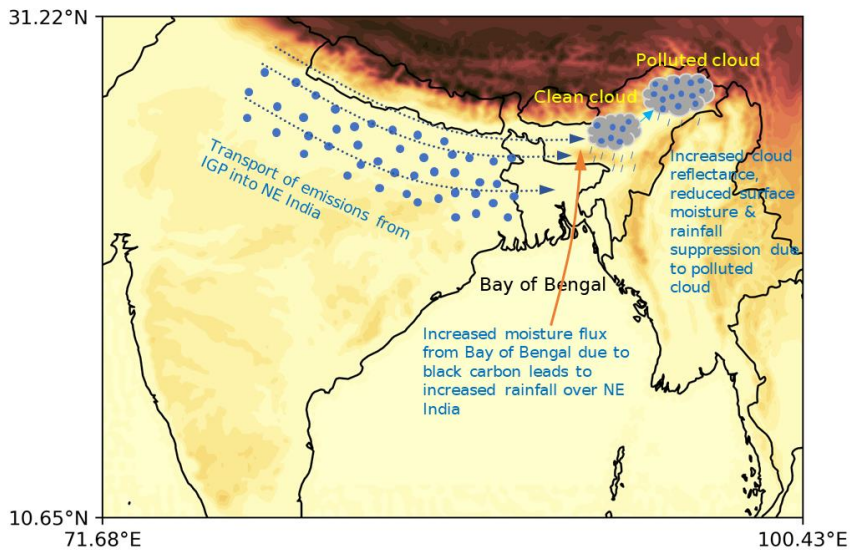 31.22°N
Polluted cloud
Clean cloud
Transport of emissions from
IGP into NE India
Increased cloud
reflectance,
reduced surface
moisture &
rainfall
suppression due
to polluted
cloud
Bay of Bengal
Increased moisture flux
from Bay of Bengal due to
black carbon leads to
increased rainfall over NE
India
10.65°N
71.68°E
100.43°E